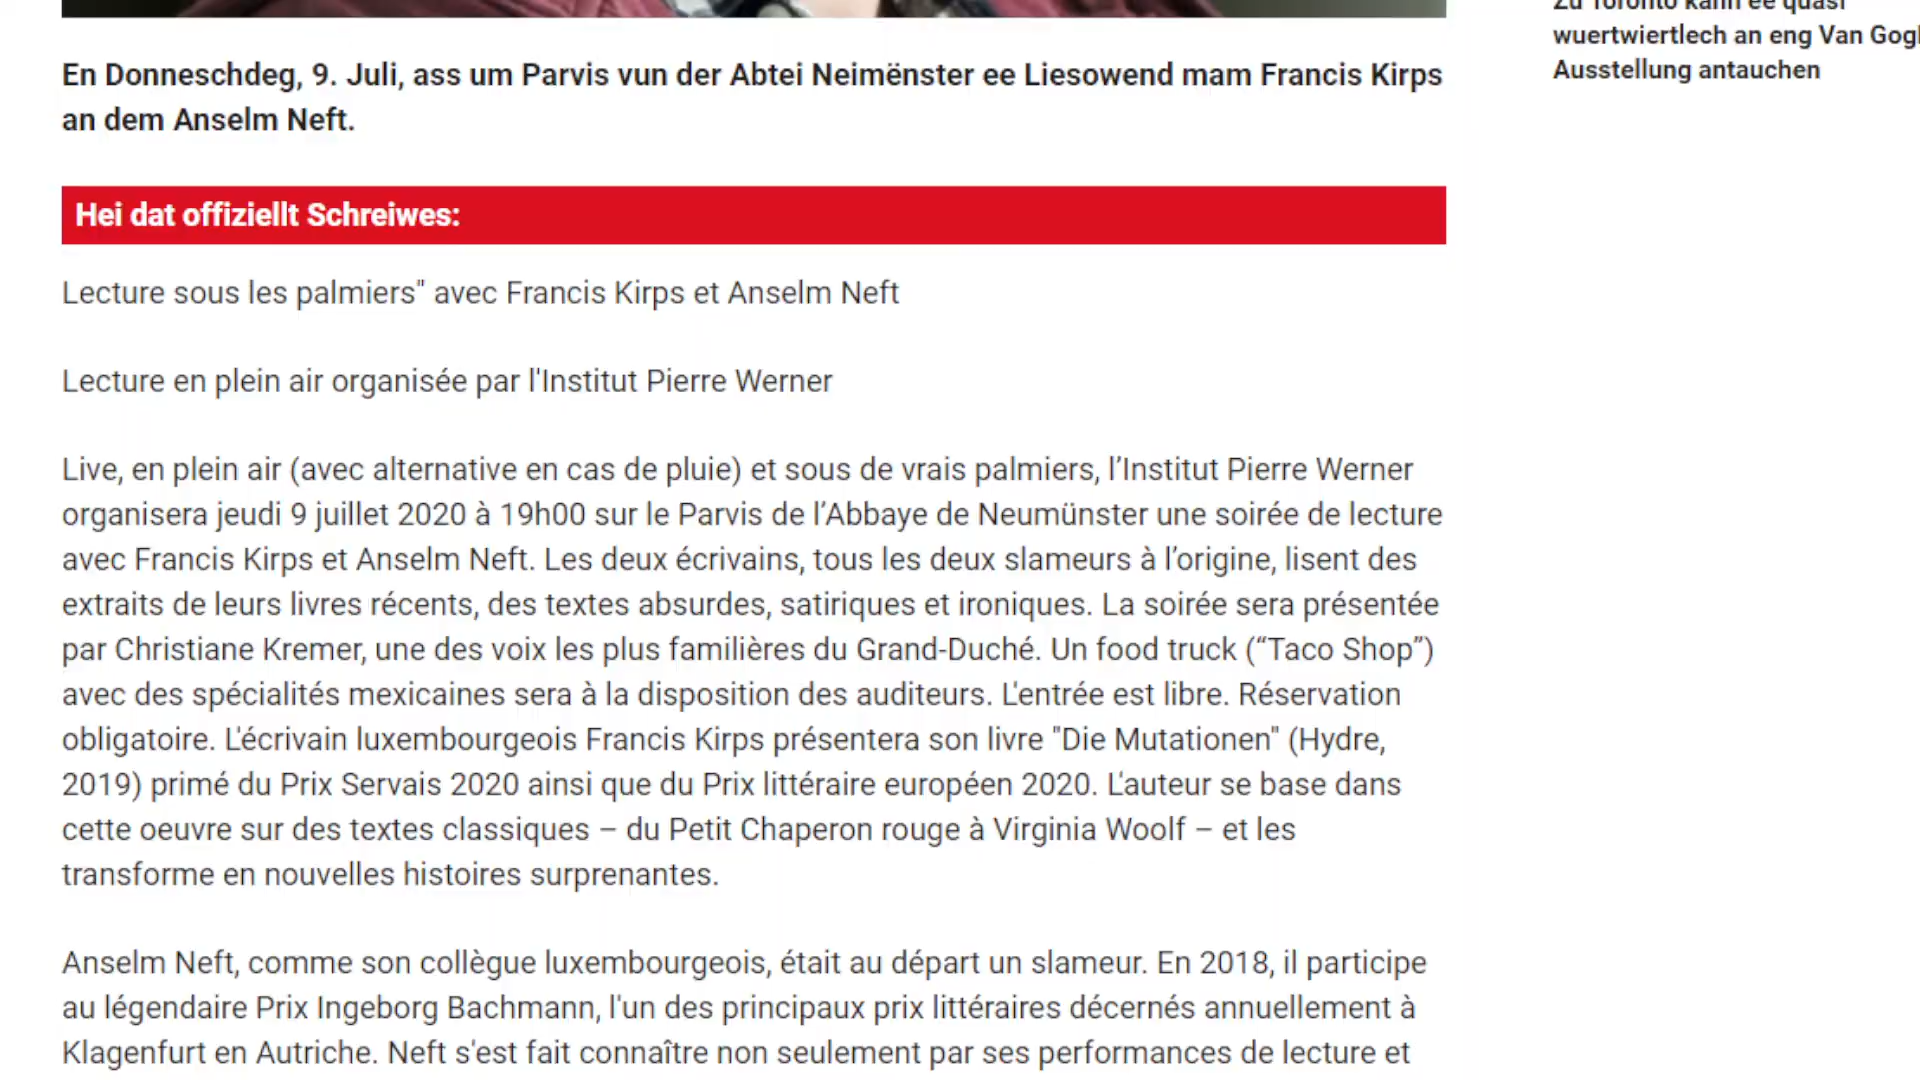 En Donneschdeg, 9. Juli, ass um Parvis vun der Abtei Neimënster ee Liesowend mam Francis Kirps
an dem Anselm Neft.
Hei dat offiziellt Schreiwes:
Lecture sous les palmiers" avec Francis Kirps et Anselm Neft
Lecture en plein air organisée par l'Institut Pierre Werner
Live, en plein air (avec alternative en cas de pluie) et sous de vrais palmiers, l’Institut Pierre Werner
organisera jeudi 9 juillet 2020 à 19h00 sur le Parvis de l’Abbaye de Neumünster une soirée de lecture
avec Francis Kirps et Anselm Neft. Les deux écrivains, tous les deux slameurs à l’origine, lisent des
extraits de leurs livres récents, des textes absurdes, satiriques et ironiques. La soirée sera présentée
par Christiane Kremer, une des voix les plus familières du Grand-Duché. Un food truck (“Taco Shop”)
avec des spécialités mexicaines sera à la disposition des auditeurs. L'entrée est libre. Réservation
obligatoire. L'écrivain luxembourgeois Francis Kirps présentera son livre "Die Mutationen" (Hydre,
2019) primé du Prix Servais 2020 ainsi que du Prix littéraire européen 2020. L'auteur se base dans
cette oeuvre sur des textes classiques – du Petit Chaperon rouge à Virginia Woolf – et les
transforme en nouvelles histoires surprenantes.
Anselm Neft, comme son collègue luxembourgeois, était au départ un slameur. En 2018, il participe
au légendaire Prix Ingeborg Bachmann, l'un des principaux prix littéraires décernés annuellement à
Klagenfurt en Autriche. Neft s'est fait connaître non seulement par ses performances de lecture et
Zu Toronto kann ee quasi
wuertwiertlech an eng Van Gogh
Ausstellung antauchen